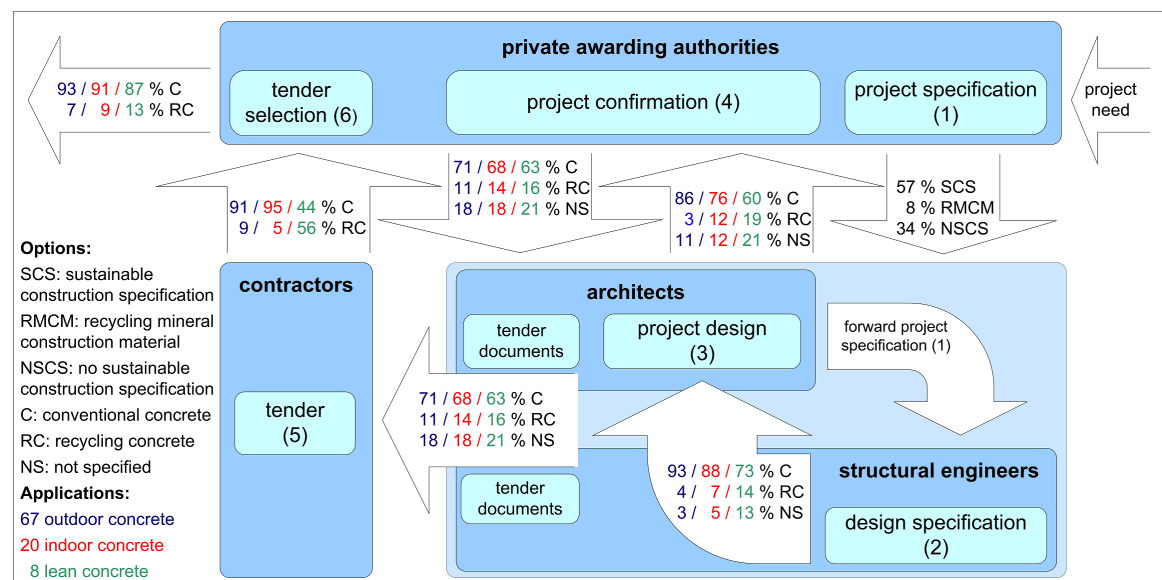 private awarding authorities
tender
selection (6)
project confirmation (4)
project specification
(1)
project
need
93 / 91 / 87 % C
7 / 9 / 13 % RC
91 / 95 / 44 % C
9 / 5 / 56 % RC
71 / 68 / 63 % C
11 / 14 / 16 % RC
18 / 18 / 21 % NS
86 / 76 / 60 % C
3 / 12 / 19 % RC
11 / 12 / 21 % NS
57 % SCS
8 % RMCM
34 % NSCS
Options:
SCS: sustainable
construction specification
RMCM: recycling mineral
construction material
NSCS: no sustainable
construction specification
C: conventional concrete
RC: recycling concrete
NS: not specified
Applications:
67 outdoor concrete
20 indoor concrete
8 lean concrete
contractors
tender
(5)
architects
tender
documents
project design
(3)
forward project
specification (1)
71 / 68 / 63 % C
11 / 14 / 16 % RC
18 / 18 / 21 % NS
tender
documents
93 / 88 / 73 % C
4 / 7 / 14 % RC
3 / 5 / 13 % NS
structural engineers
design specification
(2)